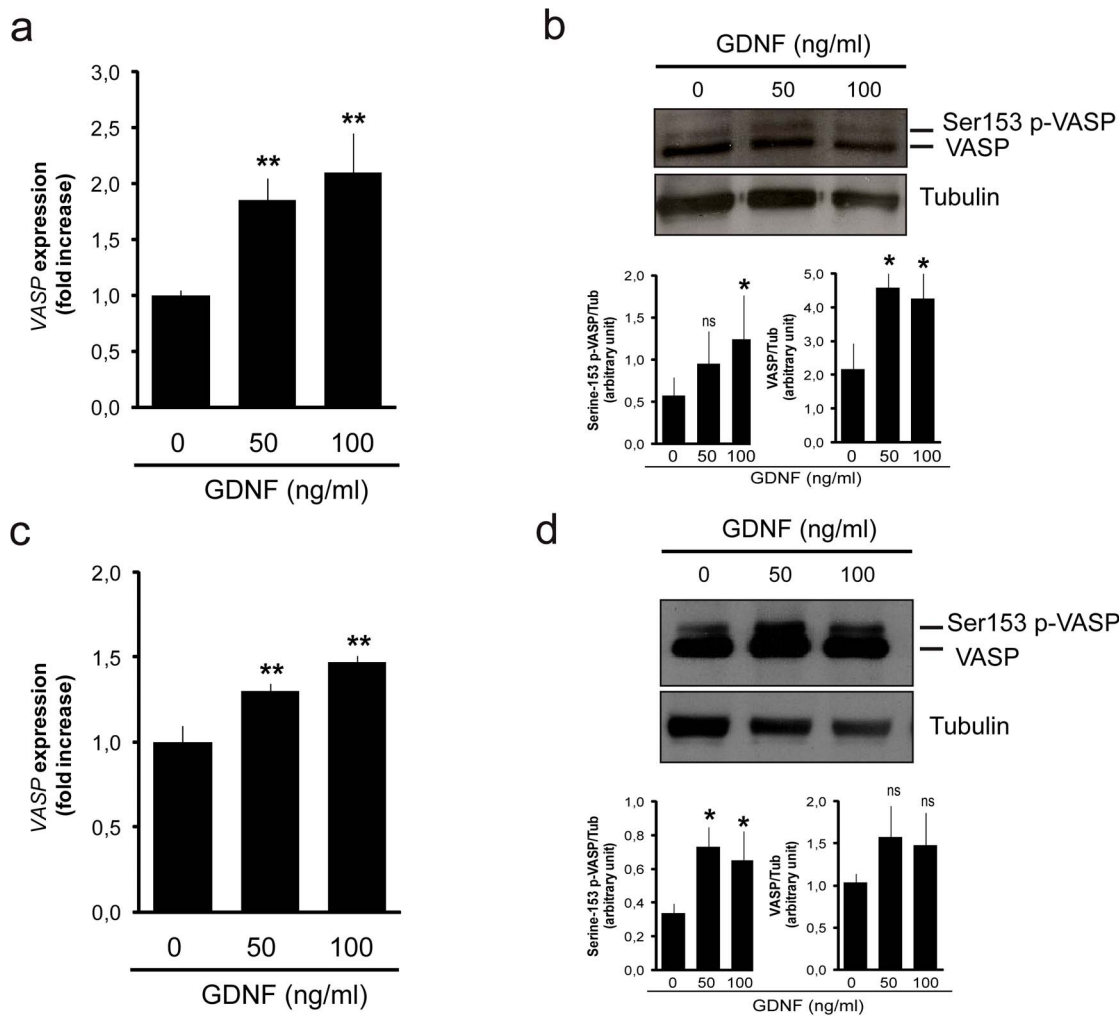 a
3,0
2,5
2,0
1,5
1,0
0,5
0,0
VASP expression
(fold increase)
**
**
0 50 100
GDNF (ng/ml)
b
GDNF (ng/ml)
0 50 100
Ser153 p-VASP
VASP
Tubulin
2,0
1,5
1,0
0,5
0,0
Serine-153 p-VASP/Tub
(arbitrary unit)
ns
*
0 50 100
5,0
4,0
3,0
2,0
1,0
0,0
VASP/Tub
(arbitrary unit)
*
*
0 50 100
GDNF (ng/ml)
c
2,0
1,5
1,0
0,5
0,0
VASP expression
(fold increase)
**
**
0 50 100
GDNF (ng/ml)
d
GDNF (ng/ml)
0 50 100
Ser153 p-VASP
VASP
Tubulin
1,0
0,8
0,6
0,4
0,2
0,0
Serine-153 p-VASP/Tub
(arbitrary unit)
*
*
0 50 100
2,0
1,5
1,0
0,5
0,0
VASP/Tub
(arbitrary unit)
ns
ns
0 50 100
GDNF (ng/ml)